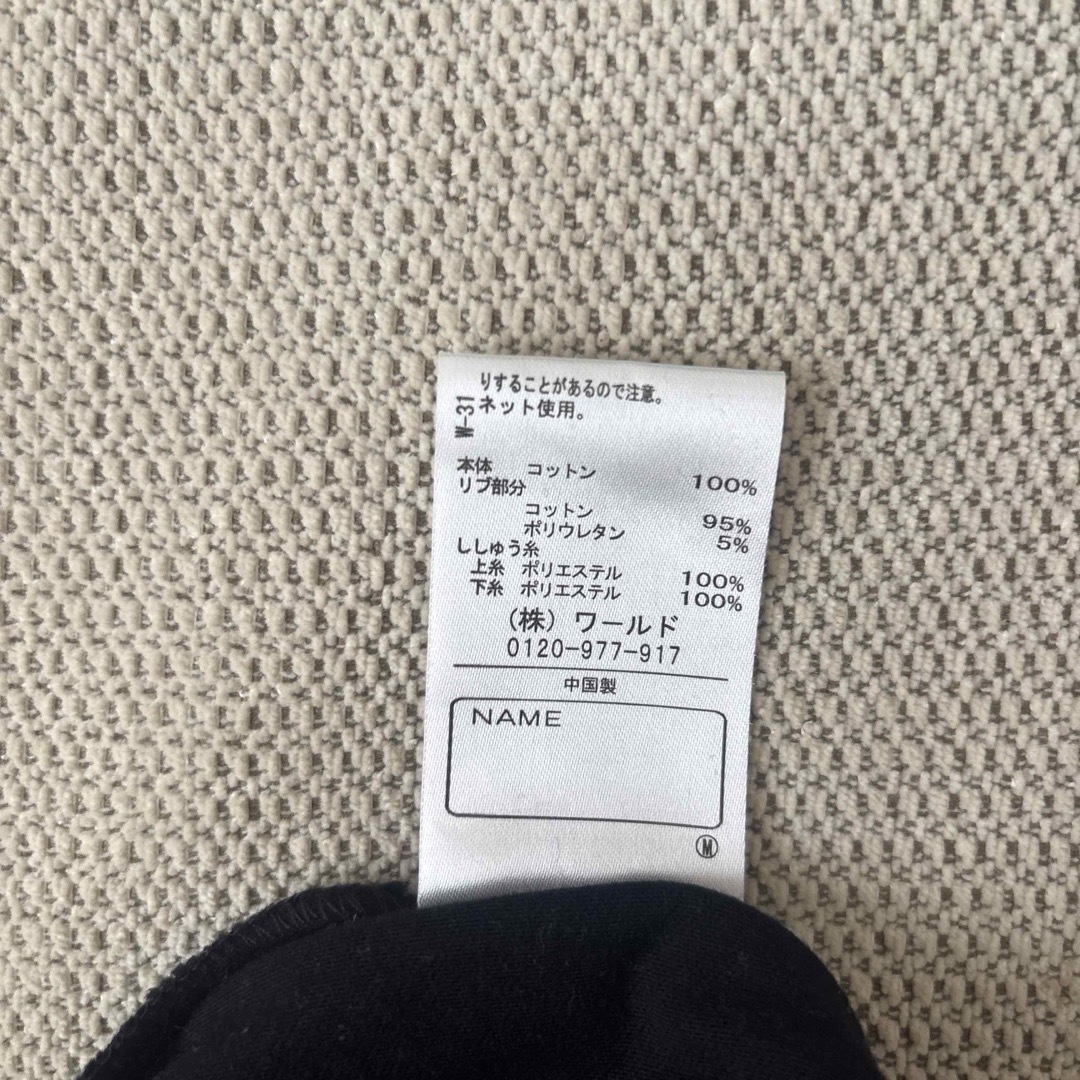 りすることがあるので注意。
ネット使用。
W-31
本体 コットン 100%
リブ部分
コットン 95%
ポリウレタン 5%
ししゅう糸
上糸 ポリエステル 100%
下糸 ポリエステル 100%
(株) ワールド
0120-977-917
中国製
NAME
M